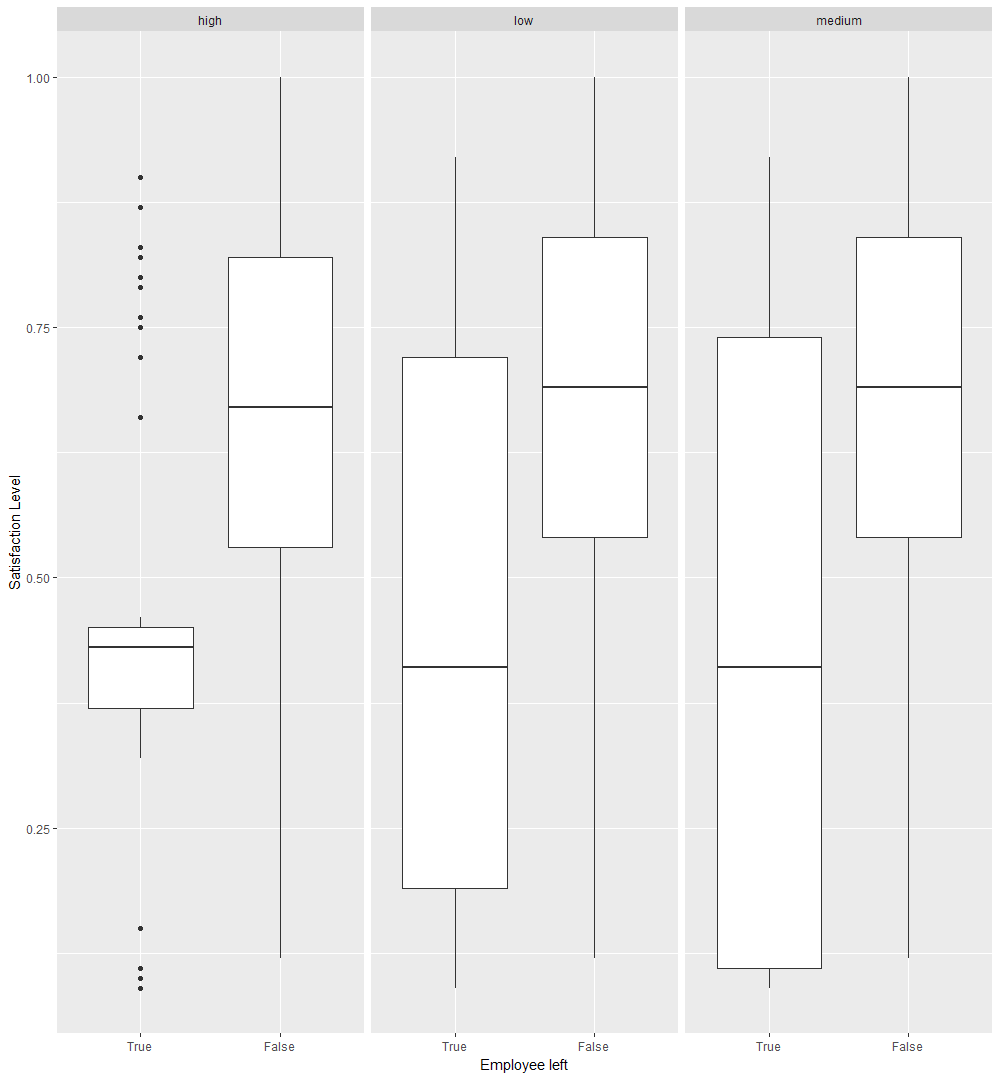 high low medium
1.00
0.75
0.50
0.25
Satisfaction Level
True False True False True False
Employee left